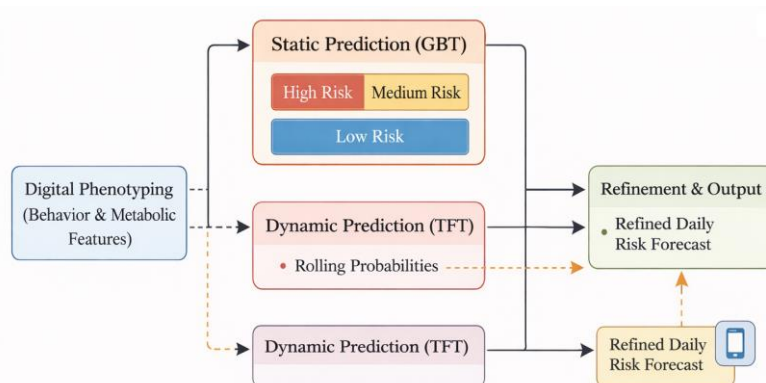 Static Prediction (GBT)
High Risk
Medium Risk
Low Risk
Digital Phenotyping
(Behavior & Metabolic
Features)
Dynamic Prediction (TFT)
• Rolling Probabilities
Refinement & Output
• Refined Daily
Risk Forecast
Dynamic Prediction (TFT)
Refined Daily
Risk Forecast